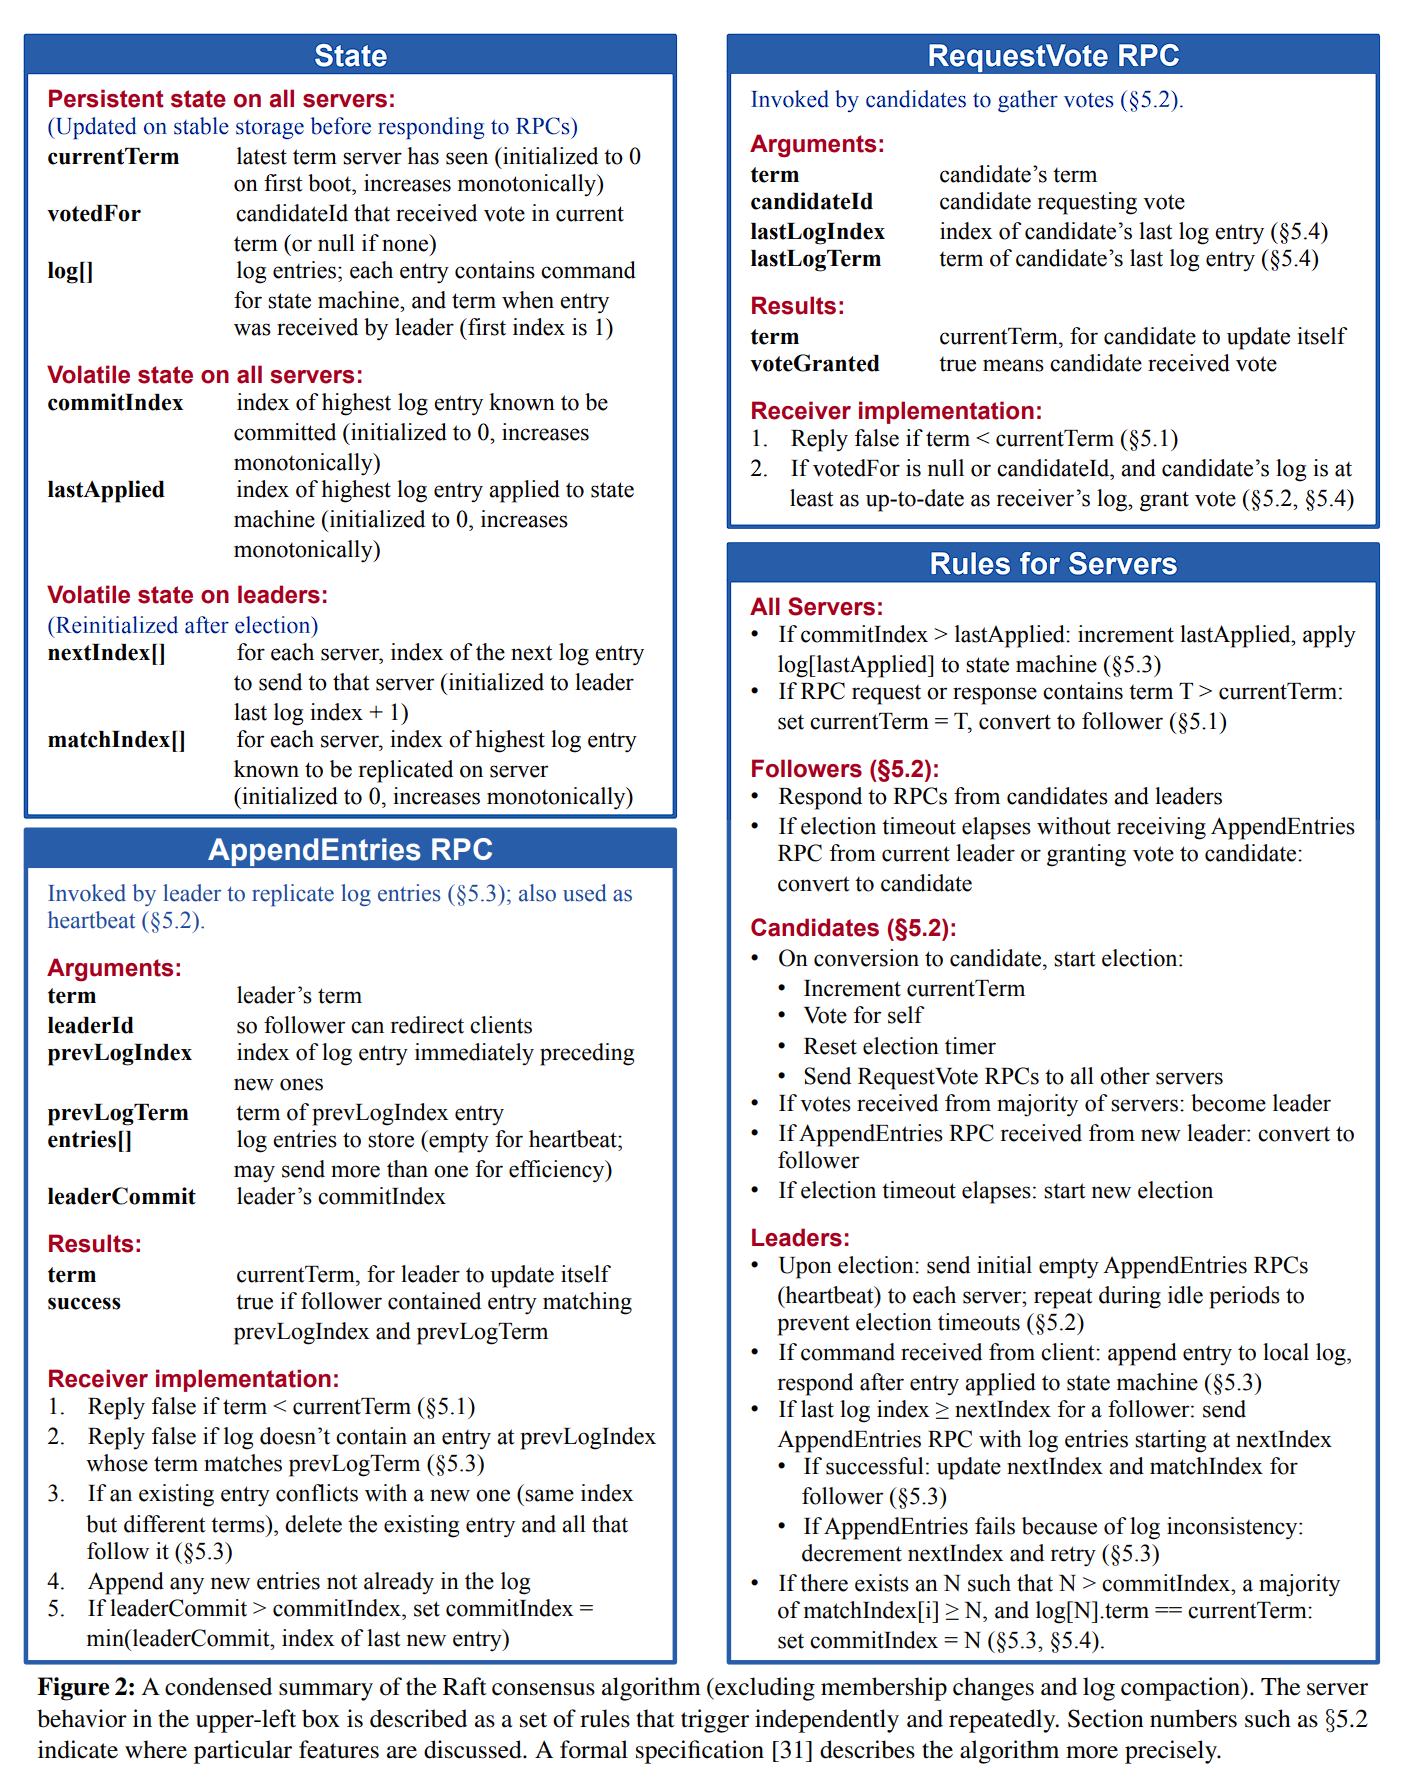 State
Persistent state on all servers:
(Updated on stable storage before responding to RPCs)
currentTerm latest term server has seen (initialized to 0
on first boot, increases monotonically)
votedFor candidateId that received vote in current
term (or null if none)
log[] log entries; each entry contains command
for state machine, and term when entry
was received by leader (first index is 1)
Volatile state on all servers:
commitIndex index of highest log entry known to be
committed (initialized to 0, increases
monotonically)
lastApplied index of highest log entry applied to state
machine (initialized to 0, increases
monotonically)
Volatile state on leaders:
(Reinitialized after election)
nextIndex[] for each server, index of the next log entry
to send to that server (initialized to leader
last log index + 1)
matchIndex[] for each server, index of highest log entry
known to be replicated on server
(initialized to 0, increases monotonically)
AppendEntries RPC
Invoked by leader to replicate log entries (§5.3); also used as
heartbeat (§5.2).
Arguments:
term leader’s term
leaderId so follower can redirect clients
prevLogIndex index of log entry immediately preceding
new ones
prevLogTerm term of prevLogIndex entry
entries[] log entries to store (empty for heartbeat;
may send more than one for efficiency)
leaderCommit leader’s commitIndex
Results:
term currentTerm, for leader to update itself
success true if follower contained entry matching
prevLogIndex and prevLogTerm
Receiver implementation:
1. Reply false if term < currentTerm (§5.1)
2. Reply false if log doesn’t contain an entry at prevLogIndex
whose term matches prevLogTerm (§5.3)
3. If an existing entry conflicts with a new one (same index
but different terms), delete the existing entry and all that
follow it (§5.3)
4. Append any new entries not already in the log
5. If leaderCommit > commitIndex, set commitIndex =
min(leaderCommit, index of last new entry)
RequestVote RPC
Invoked by candidates to gather votes (§5.2).
Arguments:
term candidate’s term
candidateId candidate requesting vote
lastLogIndex index of candidate’s last log entry (§5.4)
lastLogTerm term of candidate’s last log entry (§5.4)
Results:
term currentTerm, for candidate to update itself
voteGranted true means candidate received vote
Receiver implementation:
1. Reply false if term < currentTerm (§5.1)
2. If votedFor is null or candidateId, and candidate’s log is at
least as up-to-date as receiver’s log, grant vote (§5.2, §5.4)
Rules for Servers
All Servers:
• If commitIndex > lastApplied: increment lastApplied, apply
log[lastApplied] to state machine (§5.3)
• If RPC request or response contains term T > currentTerm:
set currentTerm = T, convert to follower (§5.1)
Followers (§5.2):
• Respond to RPCs from candidates and leaders
• If election timeout elapses without receiving AppendEntries
RPC from current leader or granting vote to candidate:
convert to candidate
Candidates (§5.2):
• On conversion to candidate, start election:
• Increment currentTerm
• Vote for self
• Reset election timer
• Send RequestVote RPCs to all other servers
• If votes received from majority of servers: become leader
• If AppendEntries RPC received from new leader: convert to
follower
• If election timeout elapses: start new election
Leaders:
• Upon election: send initial empty AppendEntries RPCs
(heartbeat) to each server; repeat during idle periods to
prevent election timeouts (§5.2)
• If command received from client: append entry to local log,
respond after entry applied to state machine (§5.3)
• If last log index ≥ nextIndex for a follower: send
AppendEntries RPC with log entries starting at nextIndex
• If successful: update nextIndex and matchIndex for
follower (§5.3)
• If AppendEntries fails because of log inconsistency:
decrement nextIndex and retry (§5.3)
• If there exists an N such that N > commitIndex, a majority
of matchIndex[i] ≥ N, and log[N].term == currentTerm:
set commitIndex = N (§5.3, §5.4).
Figure 2: A condensed summary of the Raft consensus algorithm (excluding membership changes and log compaction). The server
behavior in the upper-left box is described as a set of rules that trigger independently and repeatedly. Section numbers such as §5.2
indicate where particular features are discussed. A formal specification [31] describes the algorithm more precisely.